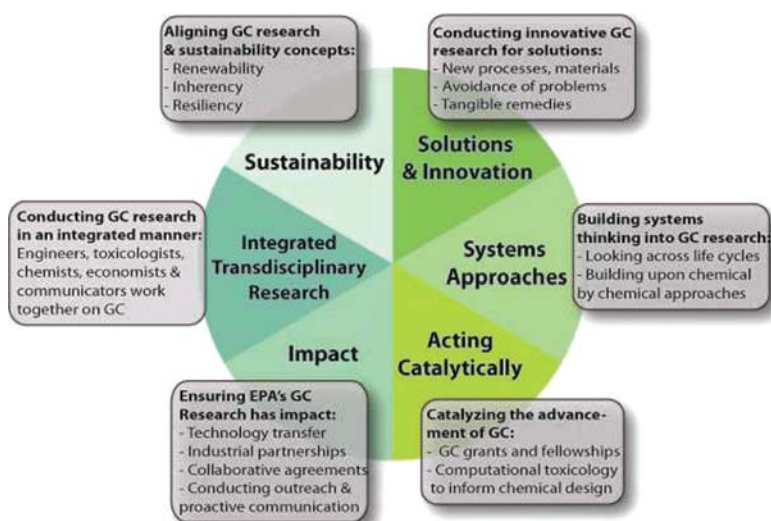 Aligning GC research
& sustainability concepts:
- Renewability
- Inherency
- Resiliency
Conducting innovative GC
research for solutions:
- New processes, materials
- Avoidance of problems
- Tangible remedies
Sustainability
Solutions
& Innovation
Conducting GC research
in an integrated manner:
Engineers, toxicologists,
chemists, economists &
communicators work
together on GC
Integrated
Transdisciplinary
Research
Systems
Approaches
Building systems
thinking into GC research:
- Looking across life cycles
- Building upon chemical
by chemical approaches
Impact
Acting
Catalytically
Ensuring EPA's GC
Research has impact:
- Technology transfer
- Industrial partnerships
- Collaborative agreements
- Conducting outreach &
proactive communication
Catalyzing the advance-
ment of GC:
- GC grants and fellowships
- Computational toxicology
to inform chemical design